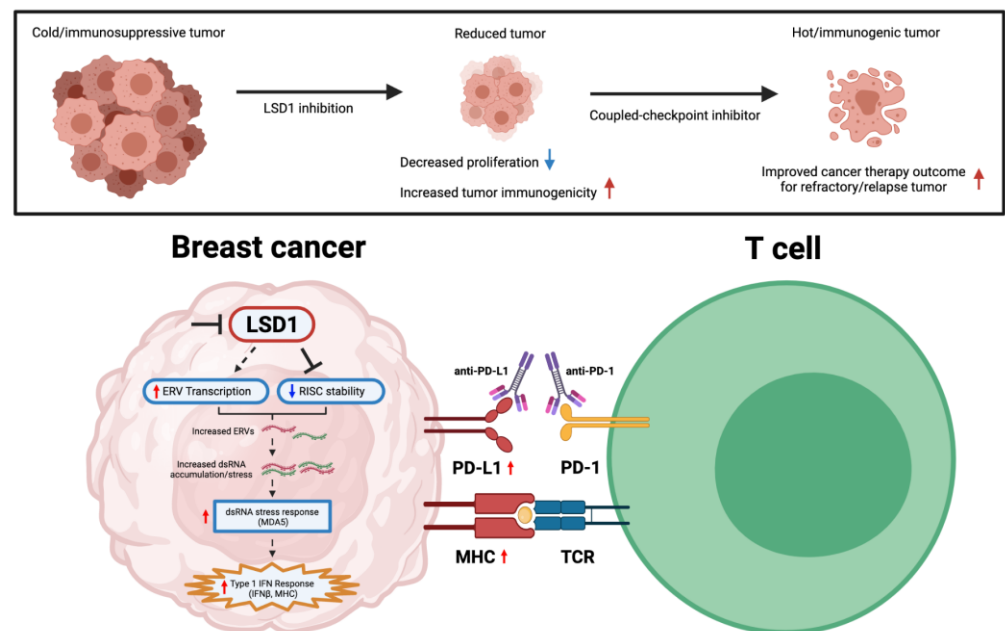 Cold/immunosuppressive tumor
Reduced tumor
Hot/immunogenic tumor
LSD1 inhibition
Coupled-checkpoint inhibitor
Decreased proliferation
Increased tumor immunogenicity
Improved cancer therapy outcome
for refractory/relapse tumor
Breast cancer
T cell
LSD1
ERV Transcription
RISC stability
Increased ERVs
Increased dsRNA
accumulation/stress
dsRNA stress response
(MDA5)
Type 1 IFN Response
(IFNβ, MHC)
anti-PD-L1
anti-PD-1
PD-L1
PD-1
MHC
TCR